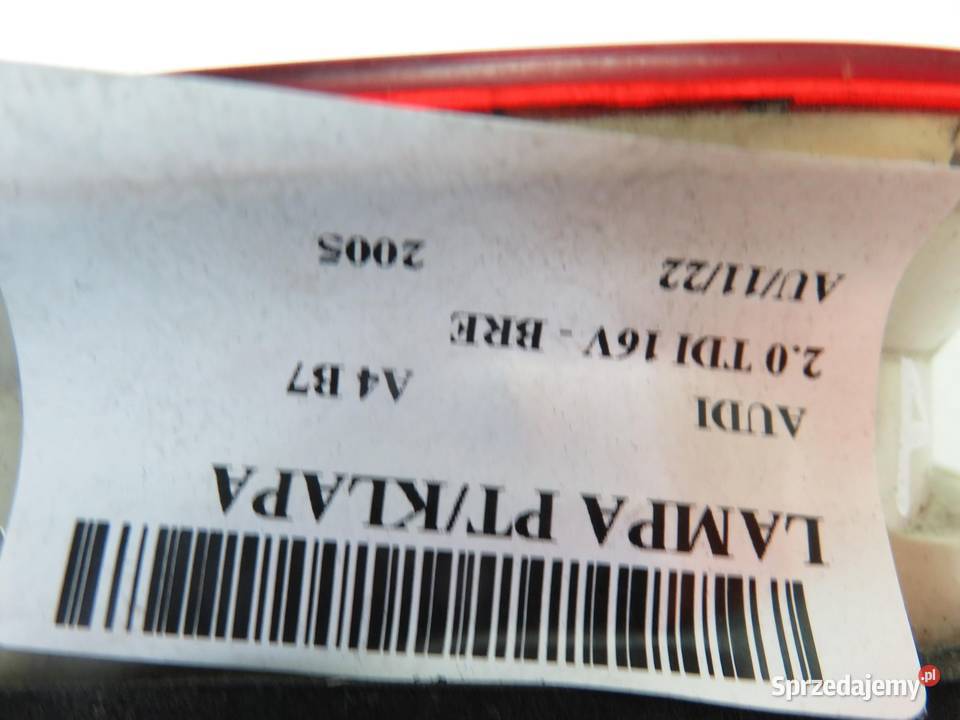 LAMPA PT/KLAPA
AUDI A4 B7
2.0 TDI 16V - BRE
AU/11/22 2005
Sprzedajemy.pl